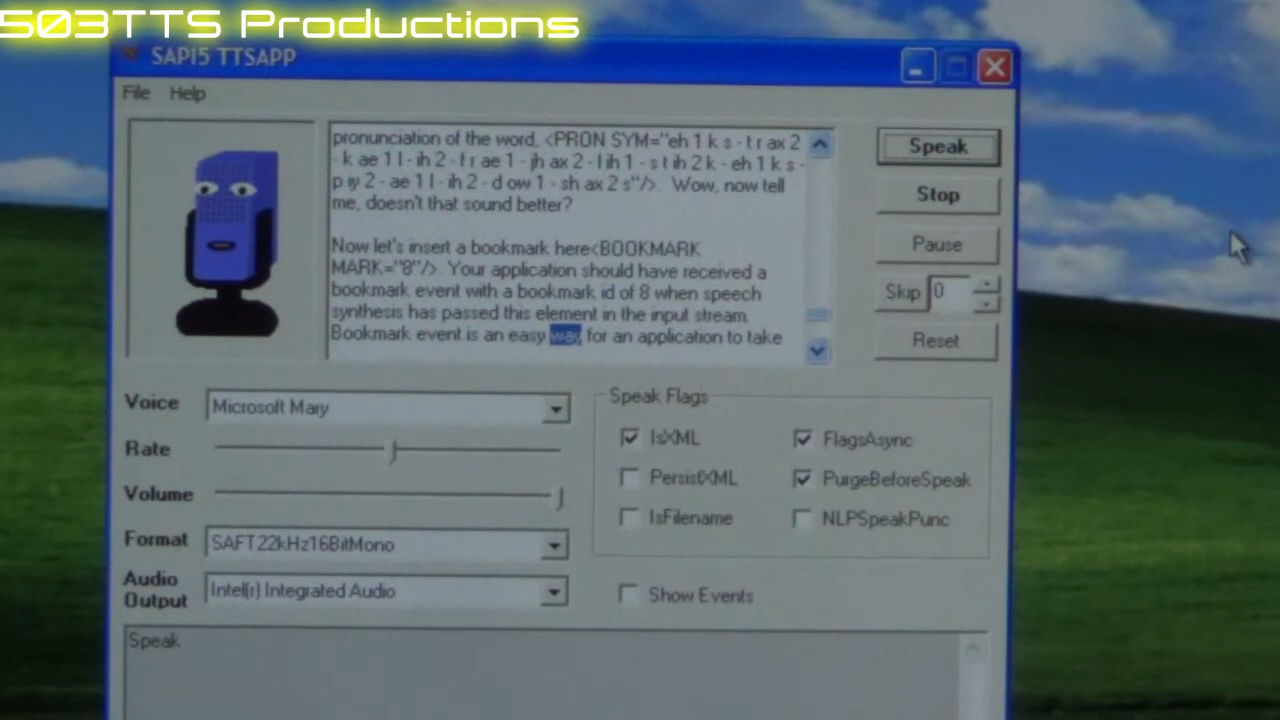 503TTS Productions
SAPI5 TTSAPP
File Help
pronunciation of the word, <PRON SYM="eh 1 k s - t r ax 2
- k ae 1 l - ih 2 - f r ae 1 - jh ax 2 - l ih 1 - s t ih 2 k - eh 1 k s -
p iy 2 - ae 1 l - ih 2 - d ow 1 - sh ax 2 s"/>. Wow, now tell
me, doesn't that sound better?
Now let's insert a bookmark here<BOOKMARK
MARK="8"/>. Your application should have received a
bookmark event with a bookmark id of 8 when speech
synthesis has passed this element in the input stream.
Bookmark event is an easy way for an application to take
Speak
Stop
Pause
Skip 0
Reset
Voice Microsoft Mary
Rate
Volume
Format SAFT22kHz16BitMono
Audio
Output Intel(r) Integrated Audio
Speak Flags
IsXML FlagsAsync
PersistXML PurgeBeforeSpeak
IsFilename NLPSpeakPunc
Show Events
Speak